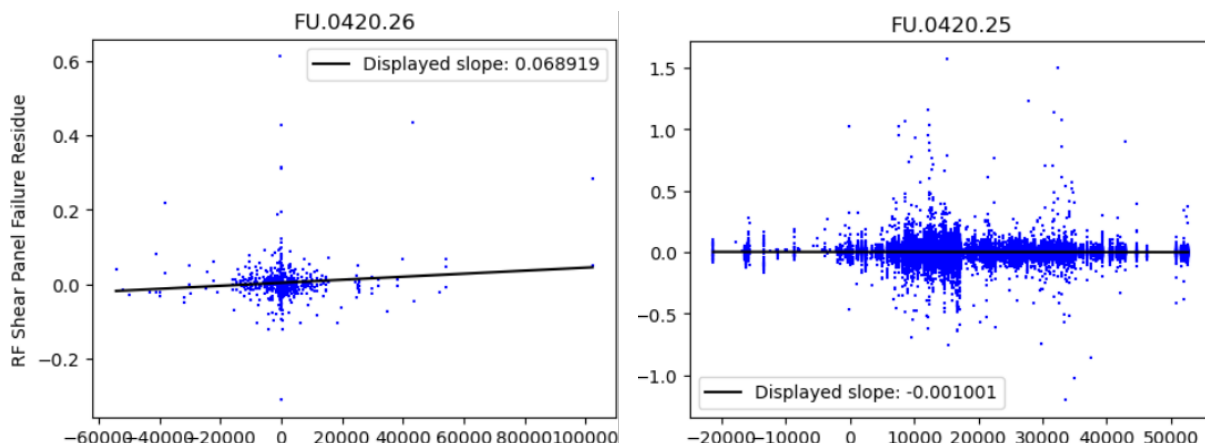 FU.0420.26
Displayed slope: 0.068919
RF Shear Panel Failure Residue
0.6
0.4
0.2
0.0
−0.2
−60000 −40000 −20000 0 20000 40000 60000 80000 100000
FU.0420.25
1.5
1.0
0.5
0.0
−0.5
−1.0
Displayed slope: -0.001001
−20000 −10000 0 10000 20000 30000 40000 50000